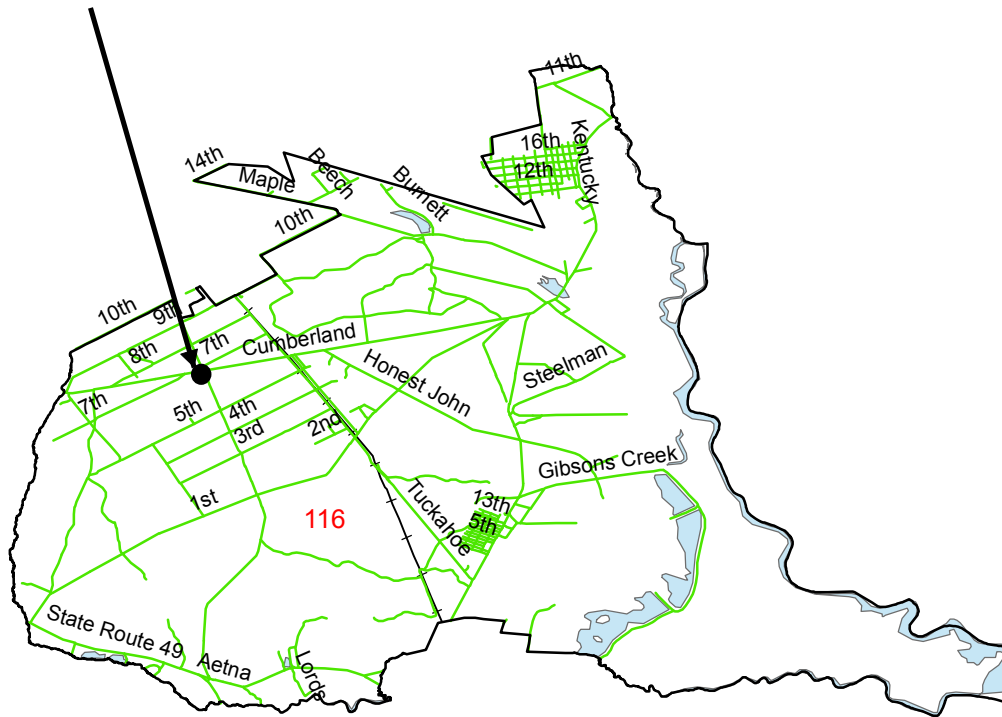 11th
Kentucky
16th
12th
14th
Maple
Beech
Burnett
10th
10th
9th
8th
7th
Cumberland
7th
Honest John
Steelman
5th
4th
3rd
2nd
1st
Gibsons Creek
Tuckahoe
13th
5th
116
State Route 49
Aetna
Lords